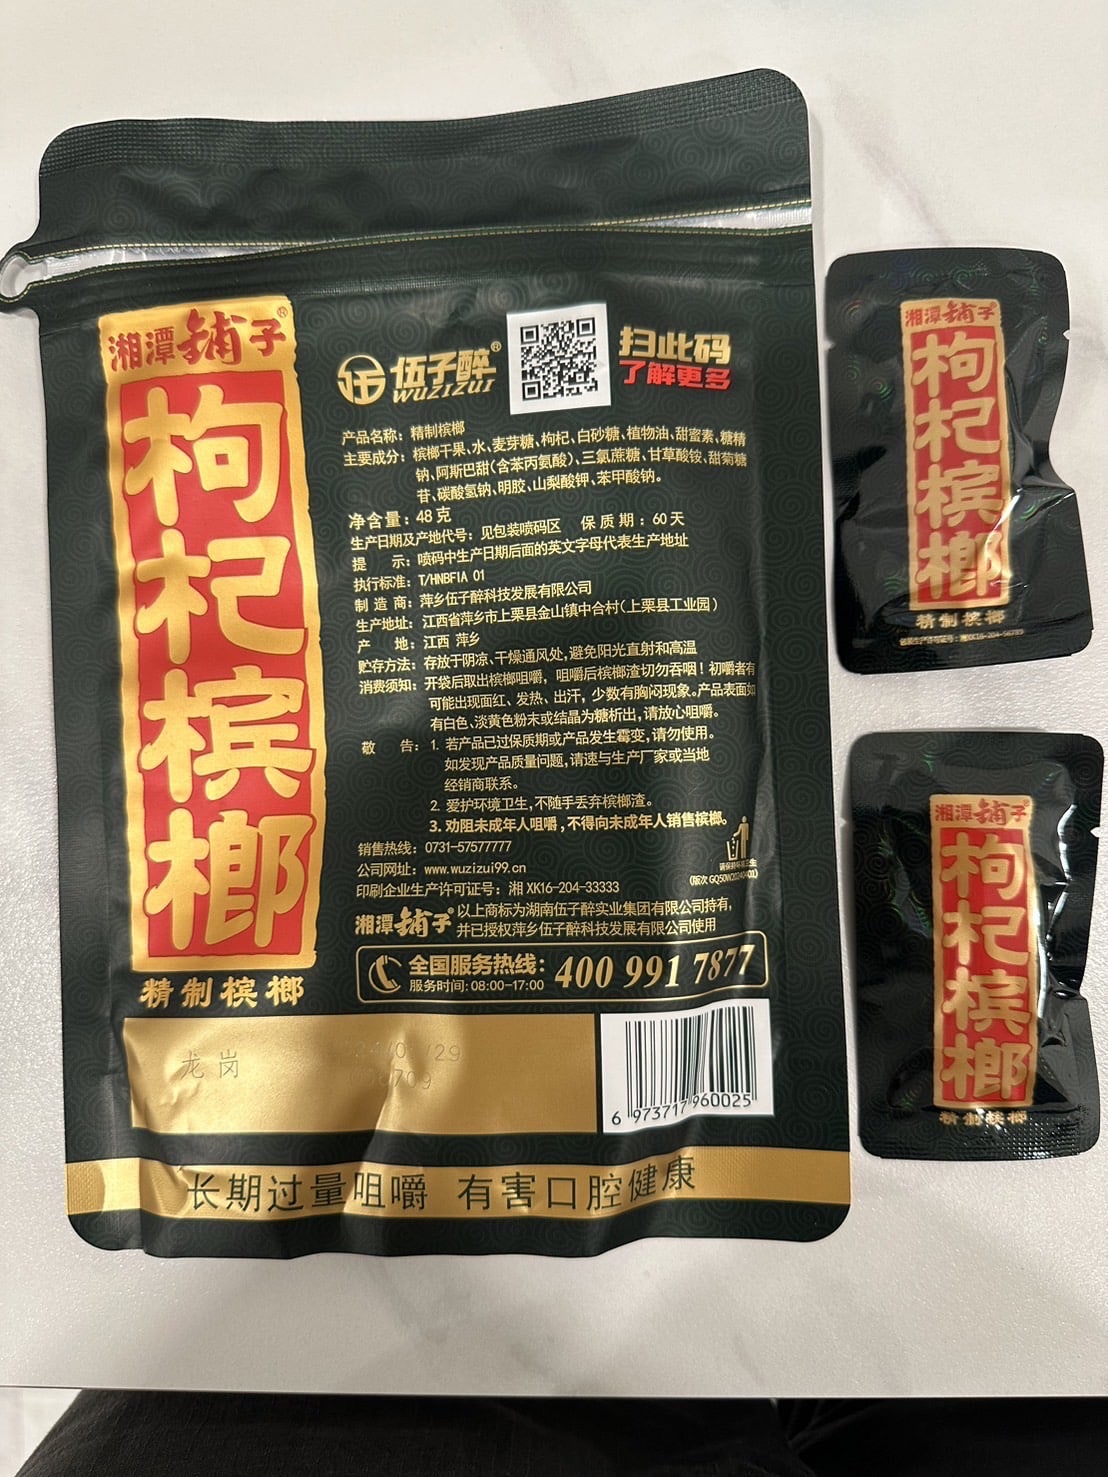 湘潭铺子®
枸杞槟榔
精制槟榔
伍子醉®
WUZIZUI
扫此码
了解更多
产品名称：精制槟榔
主要成分：槟榔干果、水、麦芽糖、枸杞、白砂糖、植物油、甜蜜素、糖精
钠、阿斯巴甜(含苯丙氨酸)、三氯蔗糖、甘草酸铵、甜菊糖
苷、碳酸氢钠、明胶、山梨酸钾、苯甲酸钠。
净含量：48克
生产日期及产地代号：见包装喷码区 保质期：60天
提示：喷码中生产日期后面的英文字母代表生产地址
执行标准：T/HNBFIA 01
制造商：萍乡伍子醉科技发展有限公司
生产地址：江西省萍乡市上栗县金山镇中合村(上栗县工业园)
产地：江西 萍乡
贮存方法：存放于阴凉、干燥通风处，避免阳光直射和高温
消费须知：开袋后取出槟榔咀嚼，咀嚼后槟榔渣切勿吞咽！初嚼者有
可能出现面红、发热、出汗，少数有胸闷现象。产品表面如
有白色、淡黄色粉末或结晶为糖析出，请放心咀嚼。
敬告：1. 若产品已过保质期或产品发生霉变，请勿使用。
如发现产品质量问题，请速与生产厂家或当地
经销商联系。
2. 爱护环境卫生，不随手丢弃槟榔渣。
3. 劝阻未成年人咀嚼，不得向未成年人销售槟榔。
销售热线：0731-57577777
公司网址：www.wuzizui99.cn
印刷企业生产许可证号：湘 XK16-204-33333
(版次 GQ50W20240401)
湘潭铺子® 以上商标为湖南伍子醉实业集团有限公司持有，
并已授权萍乡伍子醉科技发展有限公司使用
全国服务热线：400 991 7877
服务时间：08:00-17:00
龙岗
6 973717 960025
长期过量咀嚼 有害口腔健康
湘潭铺子®
枸杞槟榔
精制槟榔
湘潭铺子®
枸杞槟榔
精制槟榔